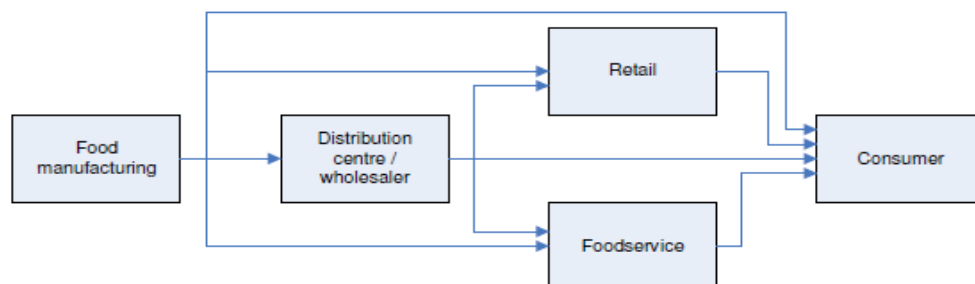 Retail
Food
manufacturing
Distribution
centre /
wholesaler
Consumer
Foodservice